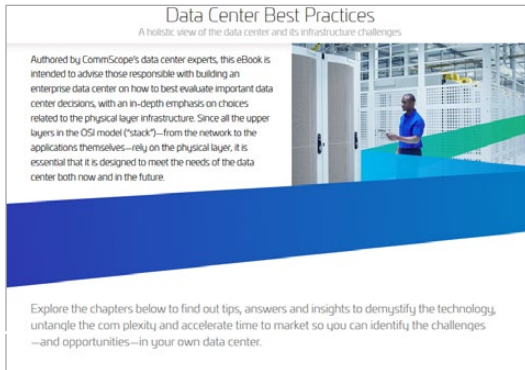 Data Center Best Practices
A holistic view of the data center and its infrastructure challenges
Authored by CommScope's data center experts, this eBook is
intended to advise those responsible with building an
enterprise data center on how to best evaluate important data
center decisions, with an in-depth emphasis on choices
related to the physical layer infrastructure. Since all the upper
layers in the OSI model ("stack")—from the network to the
applications themselves—rely on the physical layer, it is
essential that it is designed to meet the needs of the data
center both now and in the future.
Explore the chapters below to find out tips, answers and insights to demystify the technology,
untangle the com plexity and accelerate time to market so you can identify the challenges
—and opportunities—in your own data center.